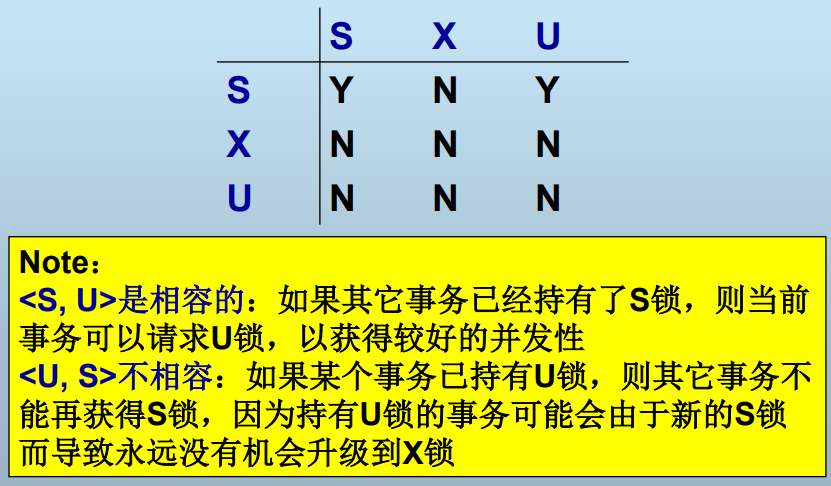 S X U
S Y N Y
X N N N
U N N N
Note：
<S, U>是相容的：如果其它事务已经持有了S锁，则当前
事务可以请求U锁，以获得较好的并发性
<U, S>不相容：如果某个事务已持有U锁，则其它事务不
能再获得S锁，因为持有U锁的事务可能会由于新的S锁
而导致永远没有机会升级到X锁